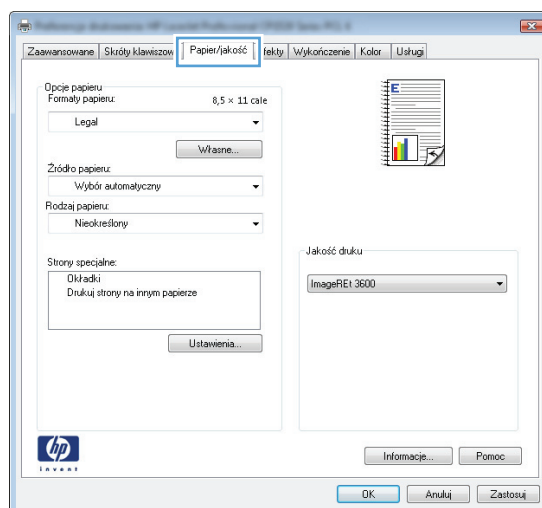 Zaawansowane Skróty klawiszow Papier/jakość fekty Wykończenie Kolor Usługi
Opcje papieru
Formaty papieru: 8,5 × 11 cale
Legal
Własne...
Źródło papieru:
Wybór automatyczny
Rodzaj papieru:
Nieokreślony
Strony specjalne:
Okładki
Drukuj strony na innym papierze
Ustawienia...
E
Jakość druku
ImageREt 3600
hp
invent
Informacje... Pomoc
OK Anuluj Zastosuj